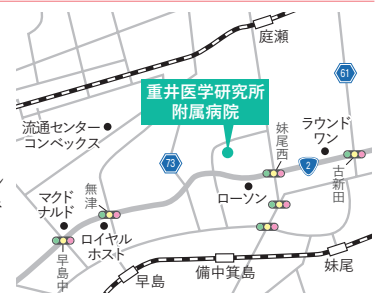 庭瀬
61
重井医学研究所
附属病院
流通センター
コンベックス
妹尾西
ラウンド
ワン
73
2
古新田
マクド
ナルド
無津
ローソン
ロイヤル
ホスト
早島中
早島
備中箕島
妹尾